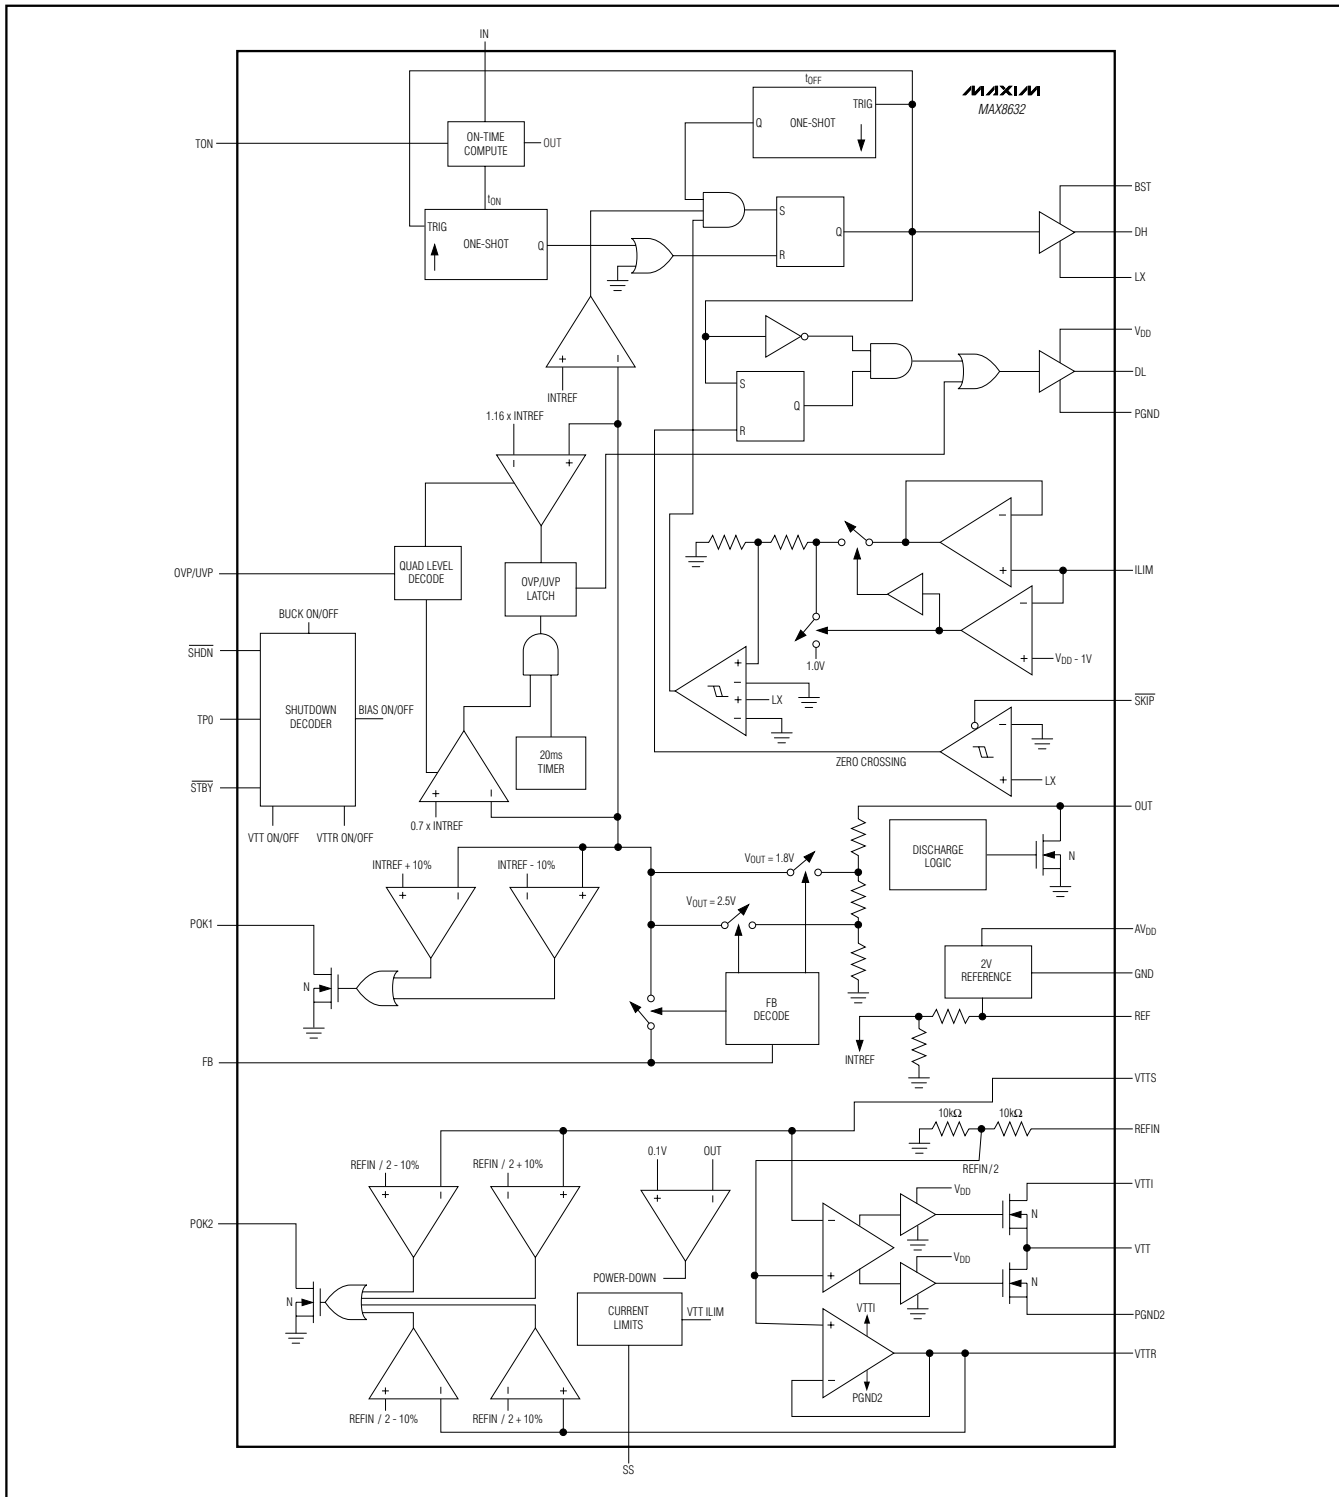 IN
tOFF
MAXIM
MAX8632
TRIG
Q
ONE-SHOT
TON
ON-TIME
COMPUTE
OUT
tON
BST
TRIG
ONE-SHOT
Q
S
Q
R
DH
LX
+
–
INTREF
VDD
DL
PGND
S
Q
R
1.16 x INTREF
–
+
OVP/UVP
QUAD LEVEL
DECODE
OVP/UVP
LATCH
–
+
ILIM
–
+
VDD - 1V
1.0V
BUCK ON/OFF
SHDN
TP0
STBY
SHUTDOWN
DECODER
BIAS ON/OFF
VTT ON/OFF
VTTR ON/OFF
20ms
TIMER
+
–
0.7 x INTREF
+
–
+
–
LX
SKIP
–
+
LX
ZERO CROSSING
OUT
DISCHARGE
LOGIC
N
INTREF + 10%
INTREF - 10%
+
–
–
+
VOUT = 1.8V
VOUT = 2.5V
POK1
N
FB
DECODE
FB
AVDD
2V
REFERENCE
GND
REF
INTREF
VTTS
10kΩ
10kΩ
REFIN
REFIN/2
REFIN / 2 - 10%
REFIN / 2 + 10%
+
–
–
+
0.1V
OUT
+
–
POWER-DOWN
POK2
N
VDD
VDD
–
+
N
N
VTTI
VTT
PGND2
CURRENT
LIMITS
VTT ILIM
VTTI
+
–
PGND2
VTTR
+
–
–
+
REFIN / 2 - 10%
REFIN / 2 + 10%
SS